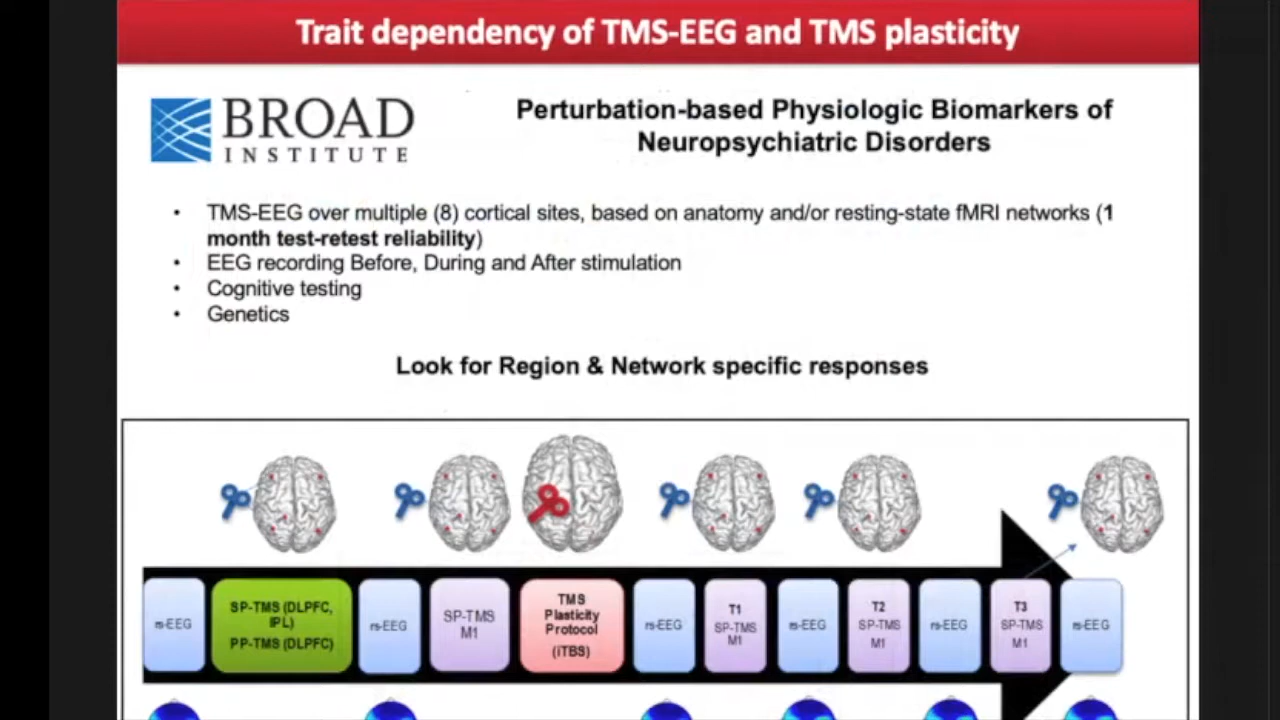 Trait dependency of TMS-EEG and TMS plasticity
BROAD
INSTITUTE
Perturbation-based Physiologic Biomarkers of
Neuropsychiatric Disorders
• TMS-EEG over multiple (8) cortical sites, based on anatomy and/or resting-state fMRI networks (1
month test-retest reliability)
• EEG recording Before, During and After stimulation
• Cognitive testing
• Genetics
Look for Region & Network specific responses
rs-EEG
SP-TMS (DLPFC,
IPL)
PP-TMS (DLPFC)
rs-EEG
SP-TMS
M1
TMS
Plasticity
Protocol
(iTBS)
rs-EEG
T1
SP-TMS
M1
rs-EEG
T2
SP-TMS
M1
rs-EEG
T3
SP-TMS
M1
rs-EEG